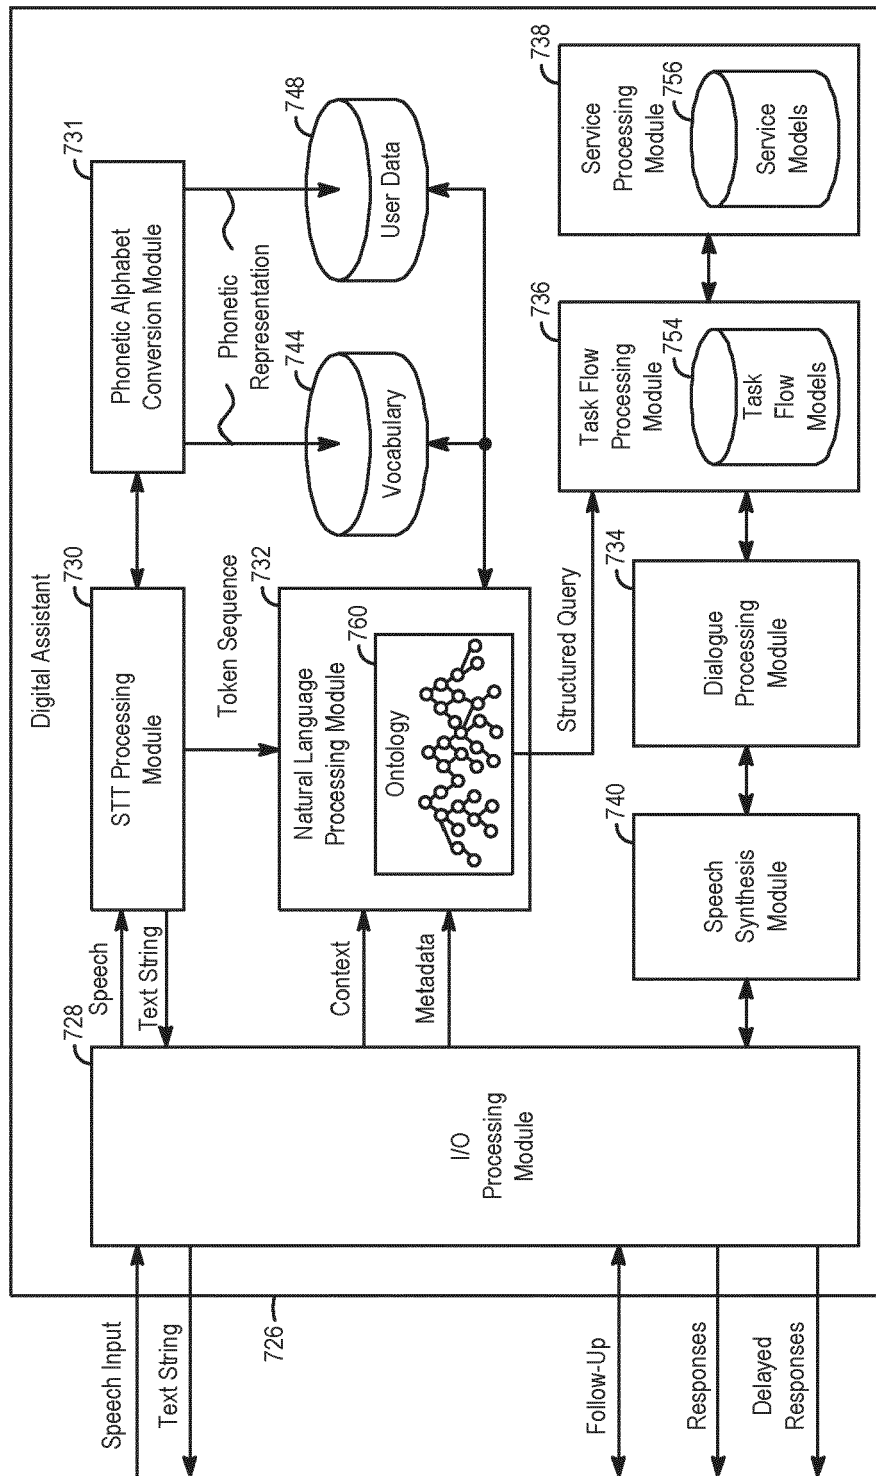 Digital Assistant
Speech Input
Text String
726
Follow-Up
Responses
Delayed
Responses
728
I/O
Processing
Module
Speech
Text String
Context
Metadata
730
STT Processing
Module
Token Sequence
731
Phonetic Alphabet
Conversion Module
Phonetic
Representation
732
Natural Language
Processing Module
760
Ontology
744
Vocabulary
748
User Data
Structured Query
740
Speech
Synthesis
Module
734
Dialogue
Processing
Module
736
Task Flow
Processing
Module
754
Task
Flow
Models
738
Service
Processing
Module
756
Service
Models